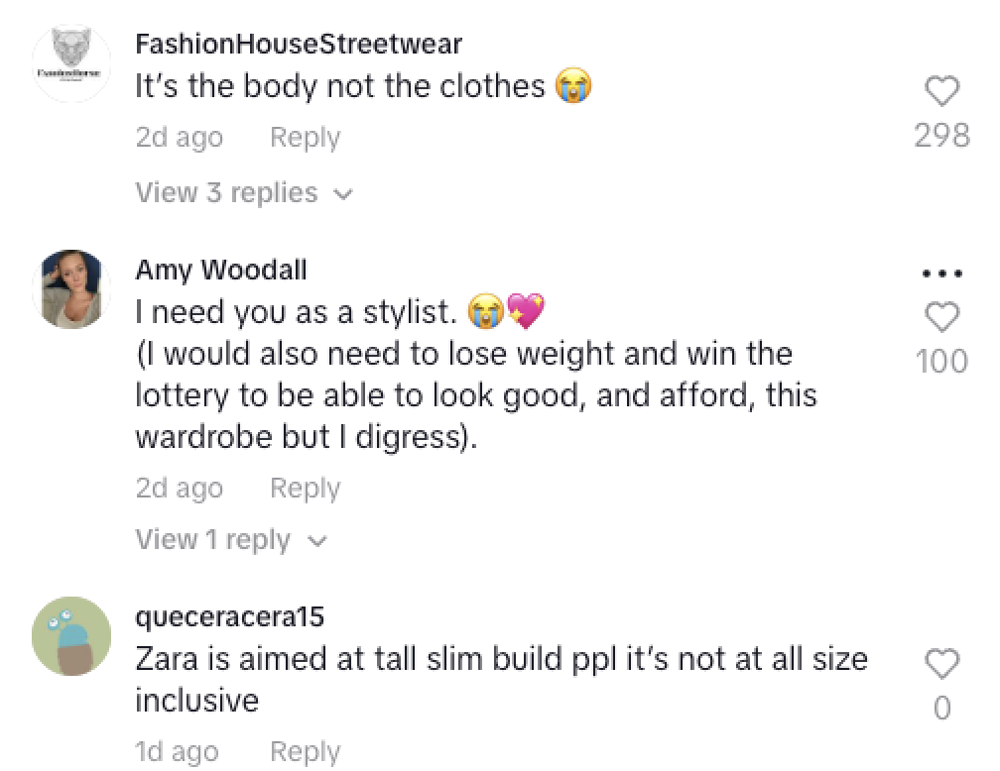 FashionHouseStreetwear
It's the body not the clothes 😭
298
2d ago Reply
View 3 replies
Amy Woodall
I need you as a stylist. 😭💖
(I would also need to lose weight and win the
lottery to be able to look good, and afford, this
wardrobe but I digress).
100
2d ago Reply
View 1 reply
queceracera15
Zara is aimed at tall slim build ppl it's not at all size
inclusive
0
1d ago Reply